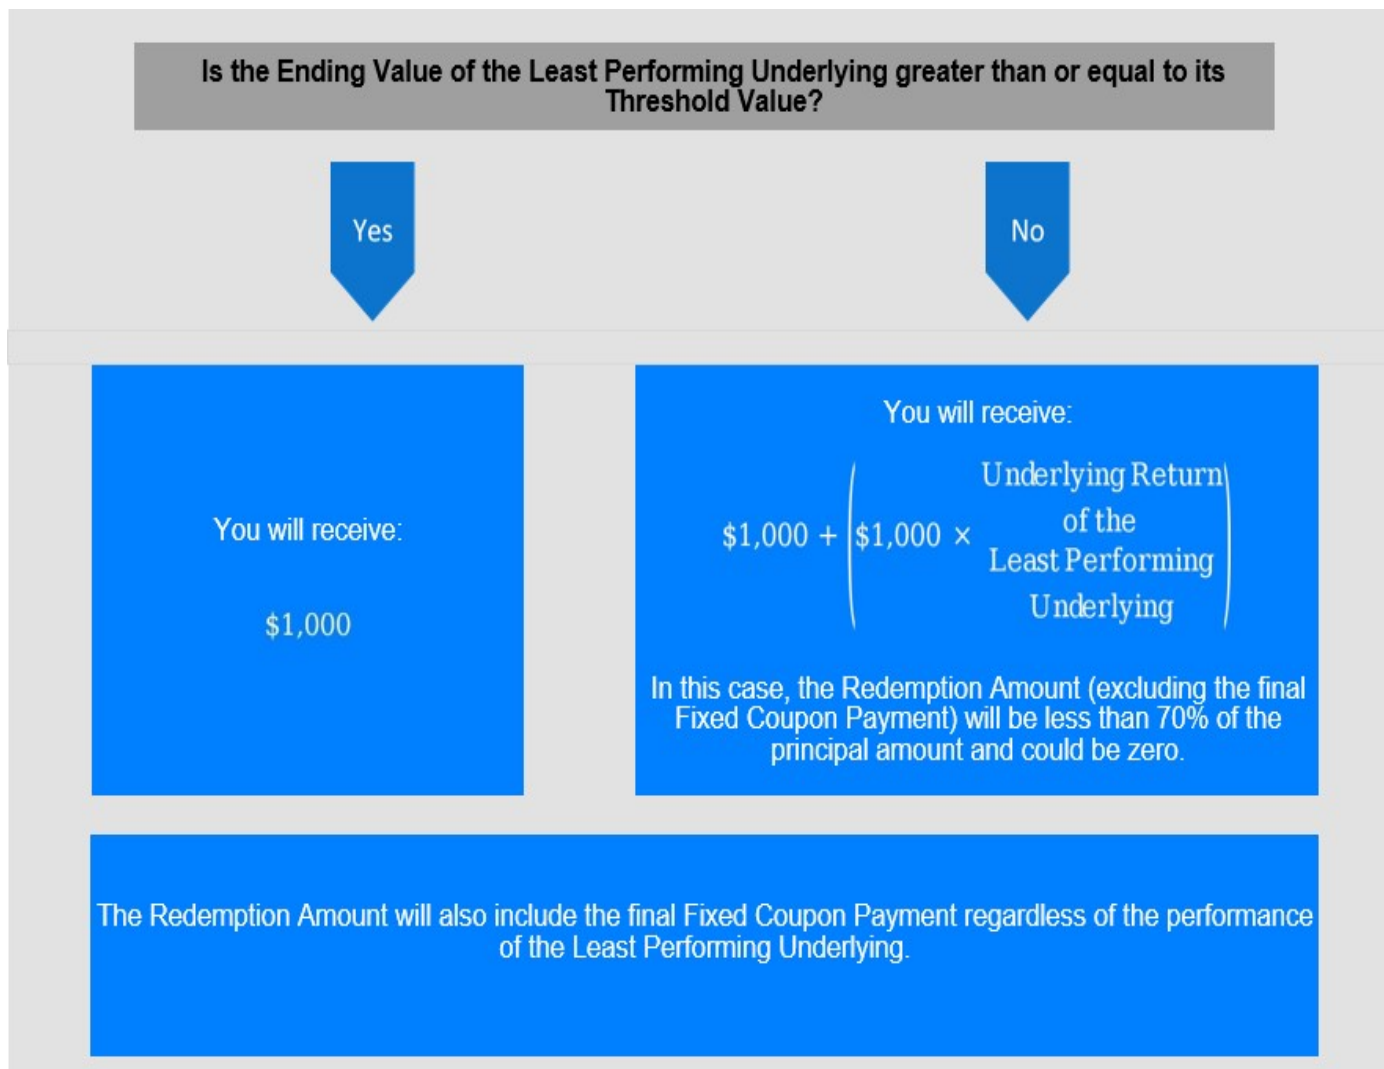 Is the Ending Value of the Least Performing Underlying greater than or equal to its
Threshold Value?
Yes
No
You will receive:
$1,000
You will receive:
$1,000 + ($1,000 × Underlying Return
of the
Least Performing
Underlying)
In this case, the Redemption Amount (excluding the final
Fixed Coupon Payment) will be less than 70% of the
principal amount and could be zero.
The Redemption Amount will also include the final Fixed Coupon Payment regardless of the performance
of the Least Performing Underlying.